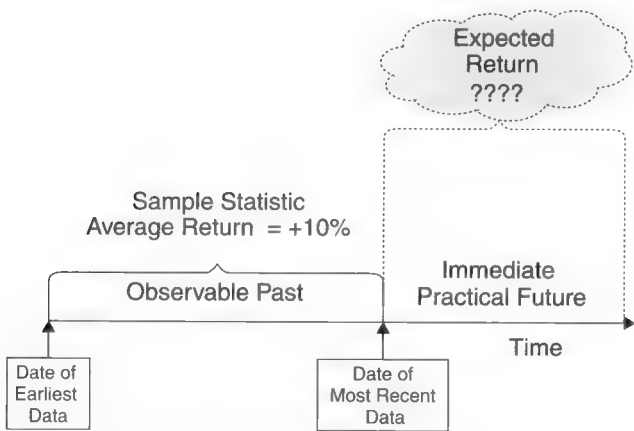 Expected
Return
????
Sample Statistic
Average Return = +10%
Observable Past
Immediate
Practical Future
Time
Date of
Earliest
Data
Date of
Most Recent
Data